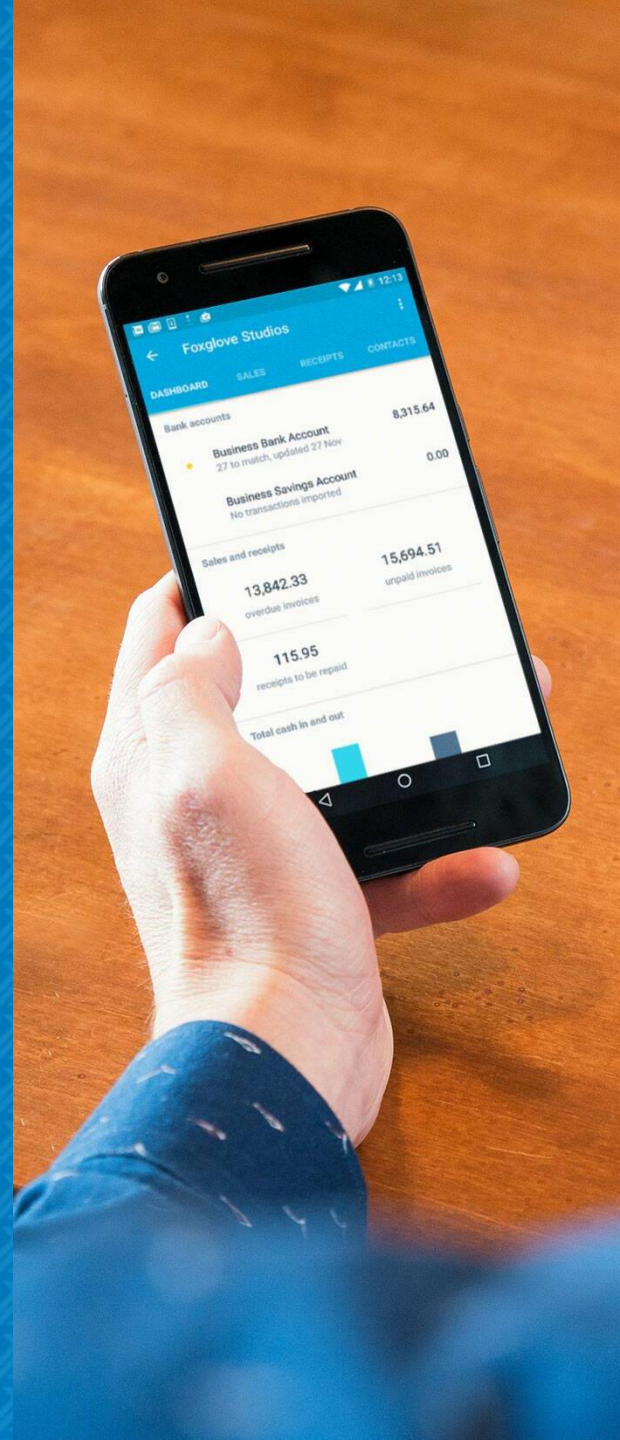 12:13
Foxglove Studios
DASHBOARD SALES RECEIPTS CONTACTS
Bank accounts
Business Bank Account 8,315.64
27 to match, updated 27 Nov
Business Savings Account 0.00
No transactions imported
Sales and receipts
13,842.33 15,694.51
overdue invoices unpaid invoices
115.95
receipts to be repaid
Total cash in and out